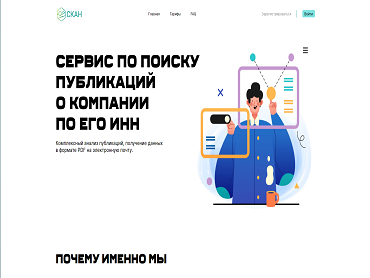 СКАН
Главная Тарифы FAQ
Зарегистрироваться Войти
СЕРВИС ПО ПОИСКУ
ПУБЛИКАЦИЙ
О КОМПАНИИ
ПО ЕГО ИНН
Комплексный анализ публикаций, получение данных
в формате PDF на электронную почту.
ПОЧЕМУ ИМЕННО МЫ